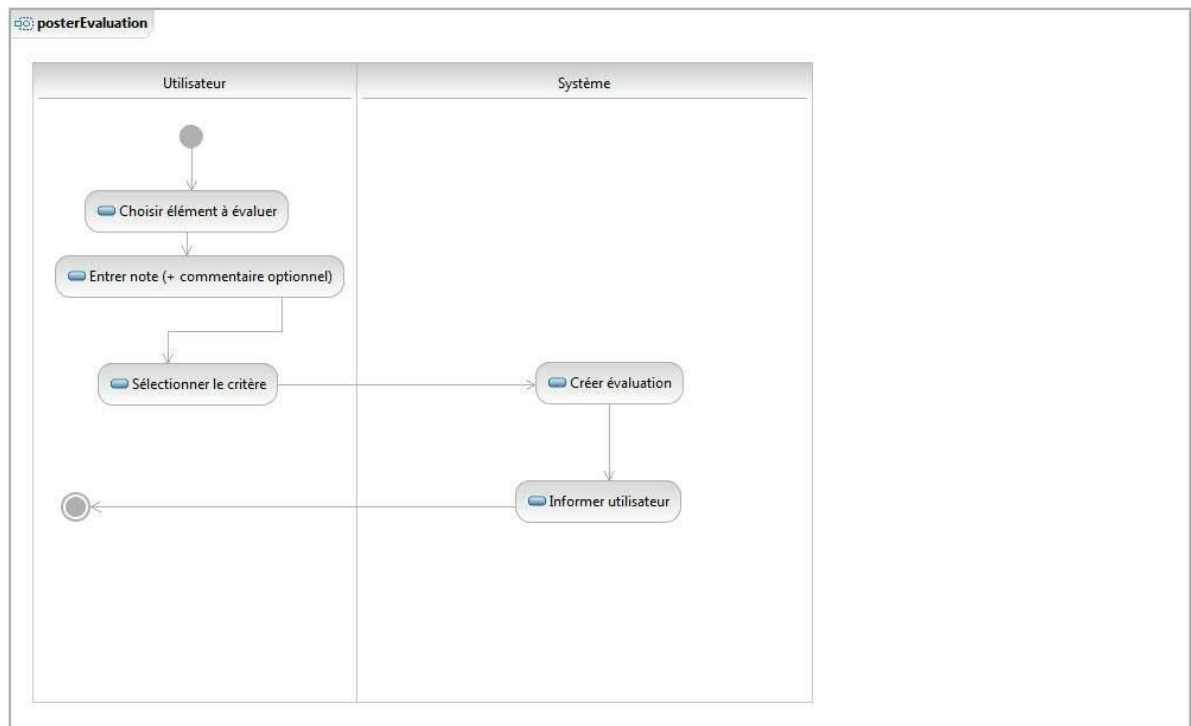 posterEvaluation
Utilisateur
Système
Choisir élément à évaluer
Entrer note (+ commentaire optionnel)
Sélectionner le critère
Créer évaluation
Informer utilisateur